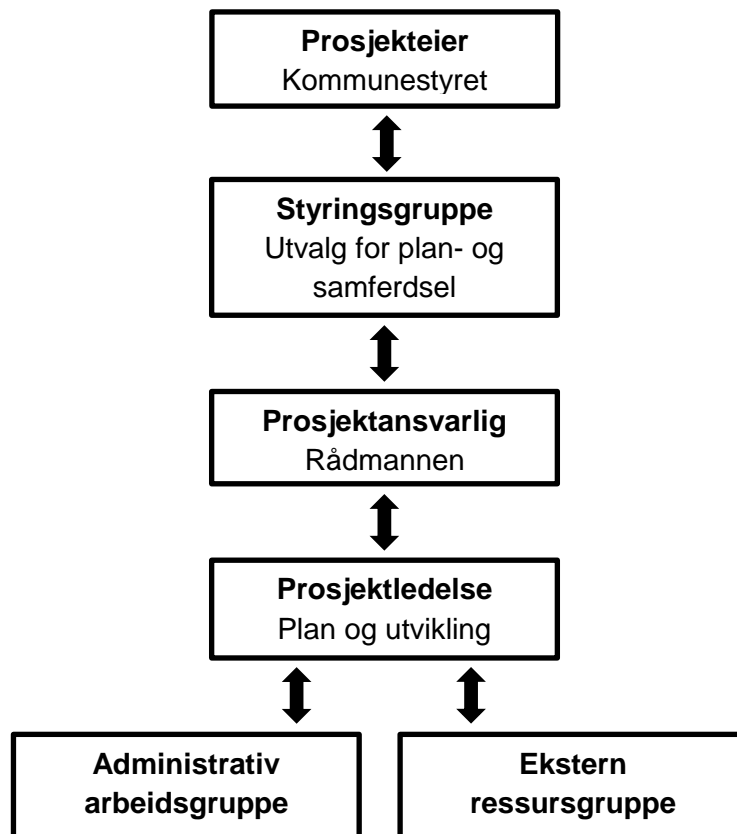 Prosjekteier
Kommunestyret
Styringsgruppe
Utvalg for plan- og
samferdsel
Prosjektansvarlig
Rådmannen
Prosjektledelse
Plan og utvikling
Administrativ
arbeidsgruppe
Ekstern
ressursgruppe